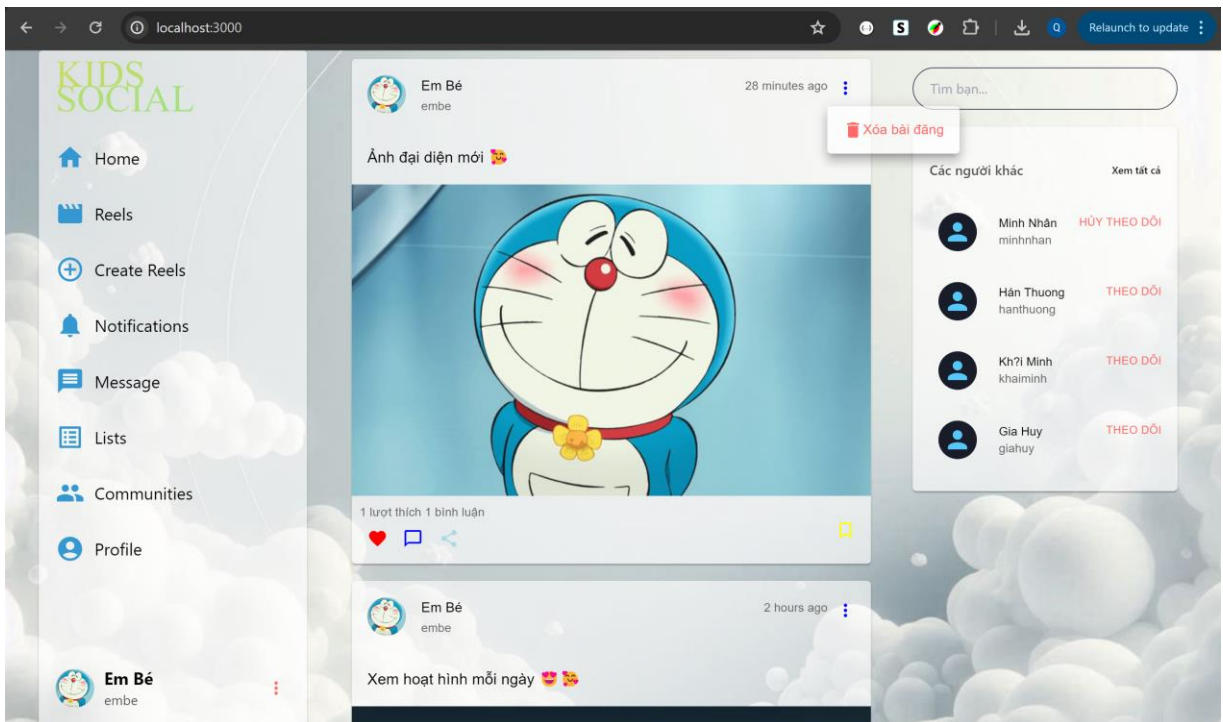 localhost:3000
S
Q
Relaunch to update
KIDS
SOCIAL
Home
Reels
Create Reels
Notifications
Message
Lists
Communities
Profile
Em Bé
embe
Em Bé
embe
28 minutes ago
Xóa bài đăng
Ảnh đại diện mới 🥰
1 lượt thích 1 bình luận
Em Bé
embe
2 hours ago
Xem hoạt hình mỗi ngày 😍 🥰
Tìm bạn...
Các người khác
Xem tất cả
Minh Nhân
minhnhan
HỦY THEO DÕI
Hán Thuong
hanthuong
THEO DÕI
Kh?i Minh
khaiminh
THEO DÕI
Gia Huy
giahuy
THEO DÕI